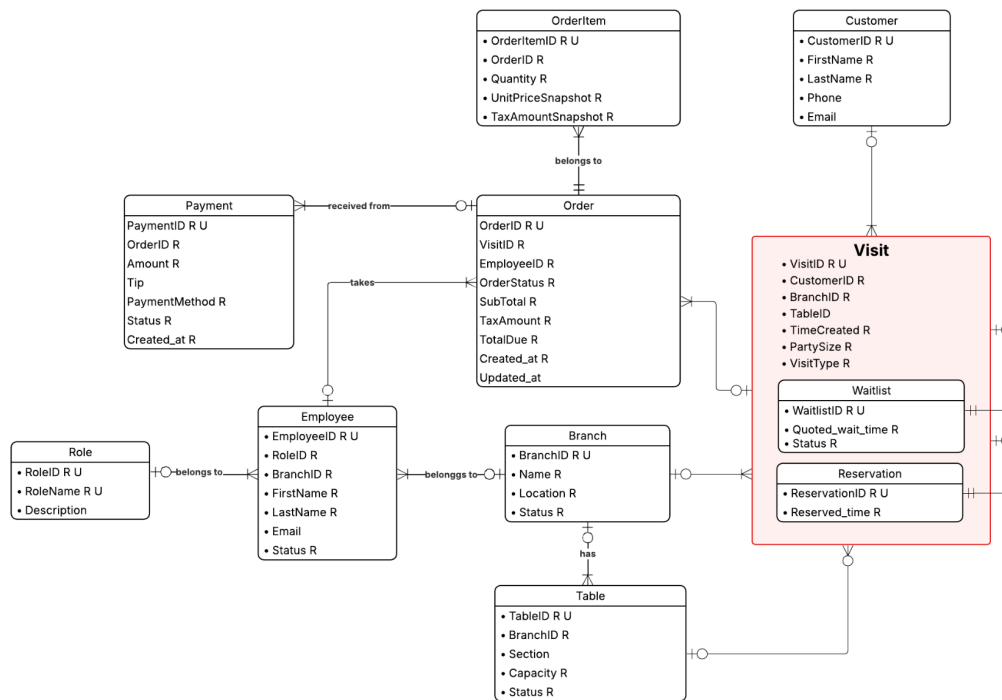 OrderItem
• OrderItemID R U
• OrderID R
• Quantity R
• UnitPriceSnapshot R
• TaxAmountSnapshot R
Customer
• CustomerID R U
• FirstName R
• LastName R
• Phone
• Email
belongs to
Payment
PaymentID R U
OrderID R
Amount R
Tip
PaymentMethod R
Status R
Created_at R
received from
Order
OrderID R U
VisitID R
EmployeeID R
OrderStatus R
SubTotal R
TaxAmount R
TotalDue R
Created_at R
Updated_at
takes
Visit
• VisitID R U
• CustomerID R
• BranchID R
• TableID
• TimeCreated R
• PartySize R
• VisitType R
Waitlist
• WaitlistID R U
• Quoted_wait_time R
• Status R
Reservation
• ReservationID R U
• Reserved_time R
Role
• RoleID R U
• RoleName R U
• Description
belongs to
Employee
• EmployeeID R U
• RoleID R
• BranchID R
• FirstName R
• LastName R
• Email
• Status R
belonggs to
Branch
• BranchID R U
• Name R
• Location R
• Status R
has
Table
• TableID R U
• BranchID R
• Section
• Capacity R
• Status R